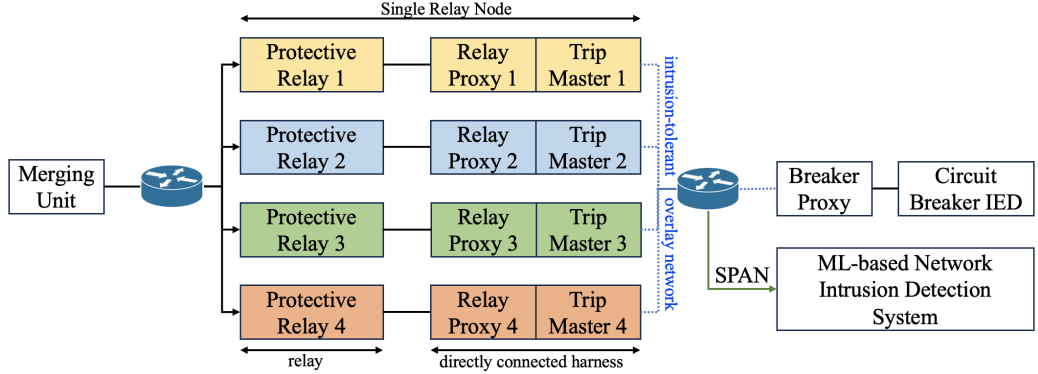 Single Relay Node
Protective
Relay 1
Relay
Proxy 1
Trip
Master 1
Protective
Relay 2
Relay
Proxy 2
Trip
Master 2
Merging
Unit
intrusion-tolerant
overlay network
Breaker
Proxy
Circuit
Breaker IED
Protective
Relay 3
Relay
Proxy 3
Trip
Master 3
SPAN
ML-based Network
Intrusion Detection
System
Protective
Relay 4
Relay
Proxy 4
Trip
Master 4
relay
directly connected harness